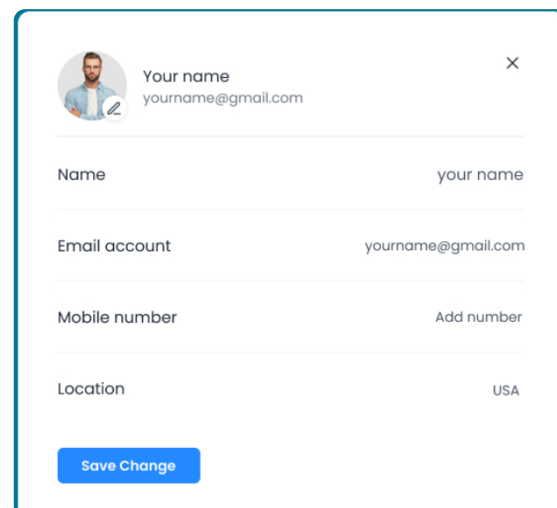 Your name
yourname@gmail.com
Name your name
Email account yourname@gmail.com
Mobile number Add number
Location USA
Save Change